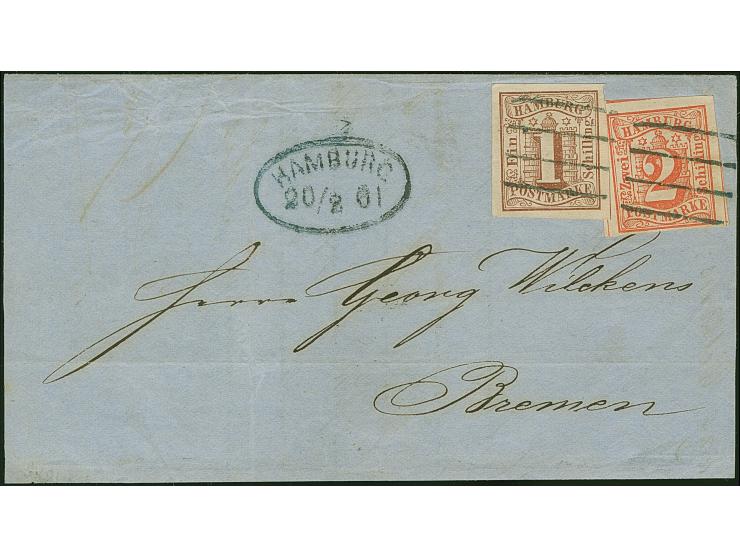 HAMBURG
20/2 61
HAMBURG
Ein
1
Schilling
POSTMARKE
HAMBURG
Zwei
2
Schilling
POSTMARKE
Herrn Georg Wilckens
Bremen